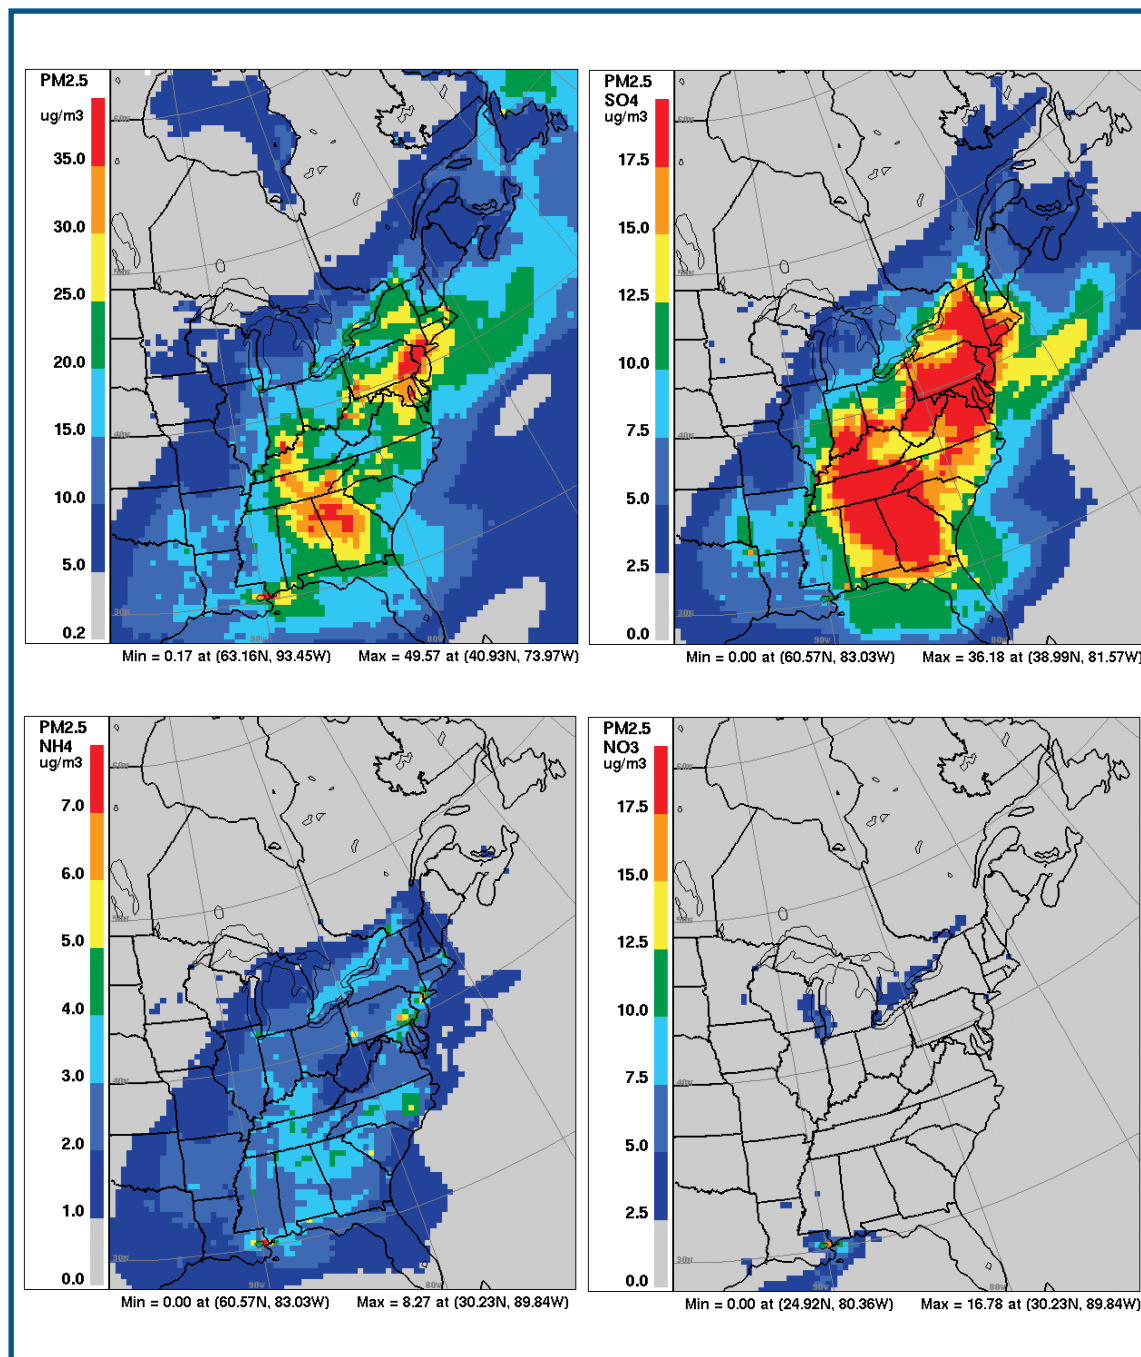 PM2.5
ug/m3
35.0
30.0
25.0
20.0
15.0
10.0
5.0
0.2
Min = 0.17 at (63.16N, 93.45W) Max = 49.57 at (40.93N, 73.97W)
PM2.5
SO4
ug/m3
17.5
15.0
12.5
10.0
7.5
5.0
2.5
0.0
Min = 0.00 at (60.57N, 83.03W) Max = 36.18 at (38.99N, 81.57W)
PM2.5
NH4
ug/m3
7.0
6.0
5.0
4.0
3.0
2.0
1.0
0.0
Min = 0.00 at (60.57N, 83.03W) Max = 8.27 at (30.23N, 89.84W)
PM2.5
NO3
ug/m3
17.5
15.0
12.5
10.0
7.5
5.0
2.5
0.0
Min = 0.00 at (24.92N, 80.36W) Max = 16.78 at (30.23N, 89.84W)